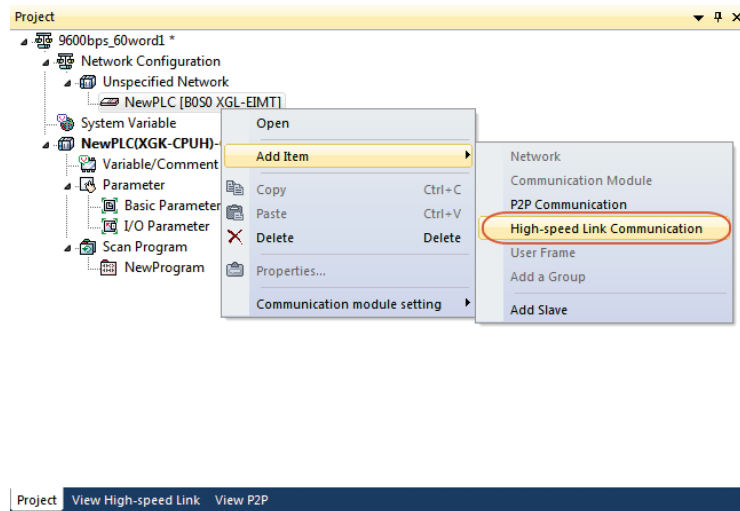 Project
9600bps_60word1 *
Network Configuration
Unspecified Network
NewPLC [B0S0 XGL-EIMT]
System Variable
NewPLC(XGK-CPUH)-
Variable/Comment
Parameter
Basic Parameter
I/O Parameter
Scan Program
NewProgram
Open
Add Item
Copy Ctrl+C
Paste Ctrl+V
Delete Delete
Properties...
Communication module setting
Network
Communication Module
P2P Communication
High-speed Link Communication
User Frame
Add a Group
Add Slave
Project View High-speed Link View P2P